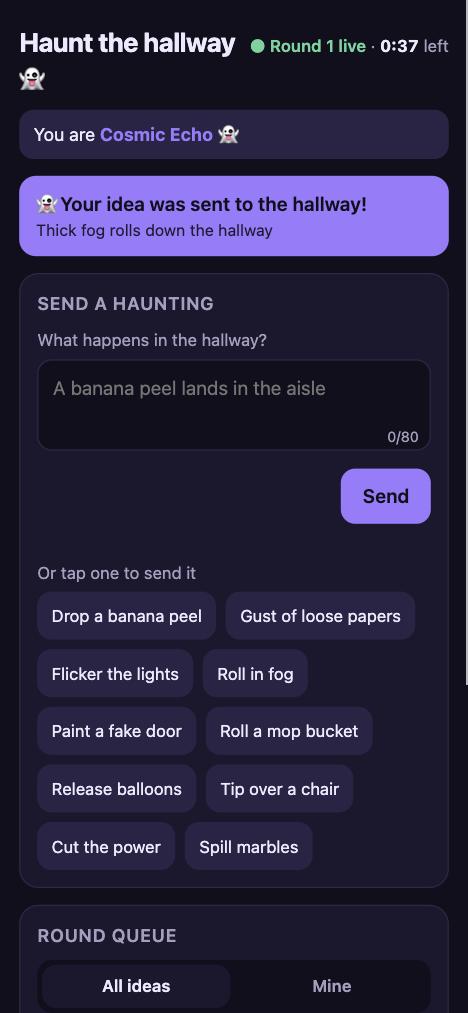 Haunt the hallway 👻
● Round 1 live · 0:37 left
You are Cosmic Echo 👻
👻Your idea was sent to the hallway!
Thick fog rolls down the hallway
SEND A HAUNTING
What happens in the hallway?
A banana peel lands in the aisle
0/80
Send
Or tap one to send it
Drop a banana peel
Gust of loose papers
Flicker the lights
Roll in fog
Paint a fake door
Roll a mop bucket
Release balloons
Tip over a chair
Cut the power
Spill marbles
ROUND QUEUE
All ideas
Mine